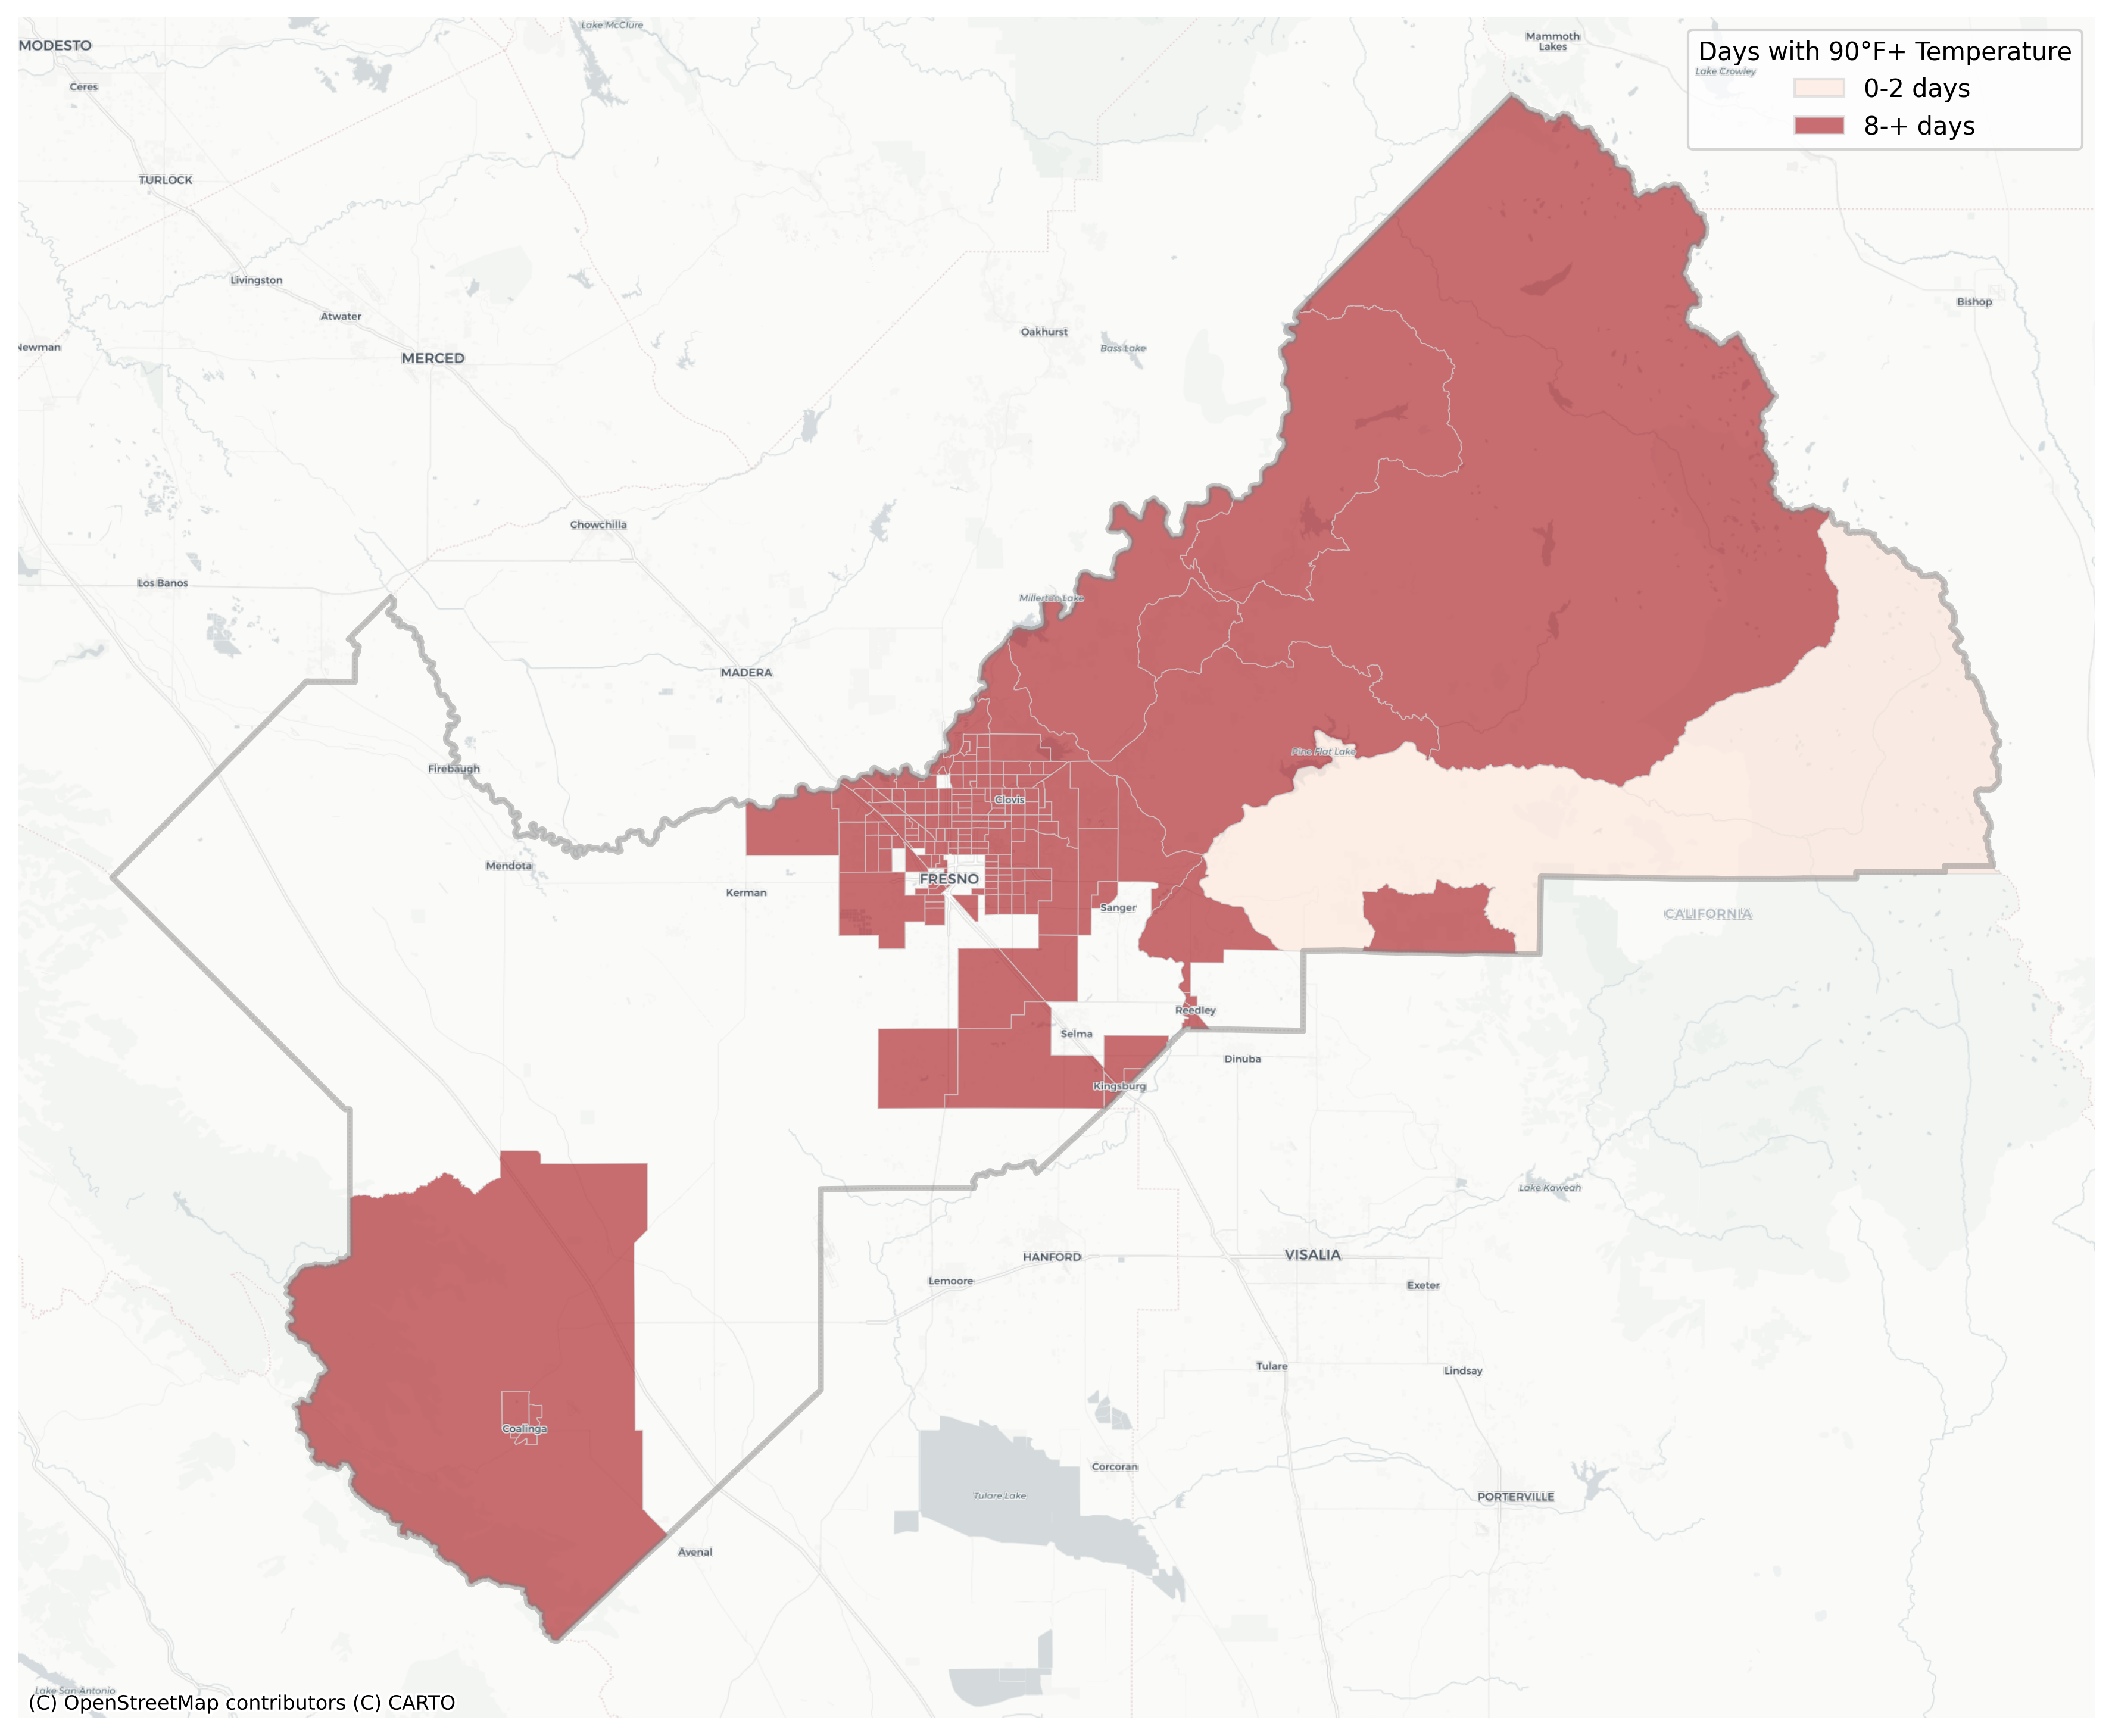 Lake McClure
MODESTO
Mammoth
Lakes
Days with 90°F+ Temperature
Lake Crowley
0-2 days
8-+ days
Ceres
TURLOCK
Livingston
Bishop
Atwater
Oakhurst
Newman
Bass Lake
MERCED
Chowchilla
Los Banos
Millerton Lake
MADERA
Pine Flat Lake
Firebaugh
Clovis
Mendota
FRESNO
Kerman
Sanger
CALIFORNIA
Reedley
Selma
Dinuba
Kingsburg
Lake Kaweah
HANFORD
VISALIA
Lemoore
Exeter
Tulare
Lindsay
Coalinga
Corcoran
Tulare Lake
PORTERVILLE
Avenal
Lake San Antonio
(C) OpenStreetMap contributors (C) CARTO